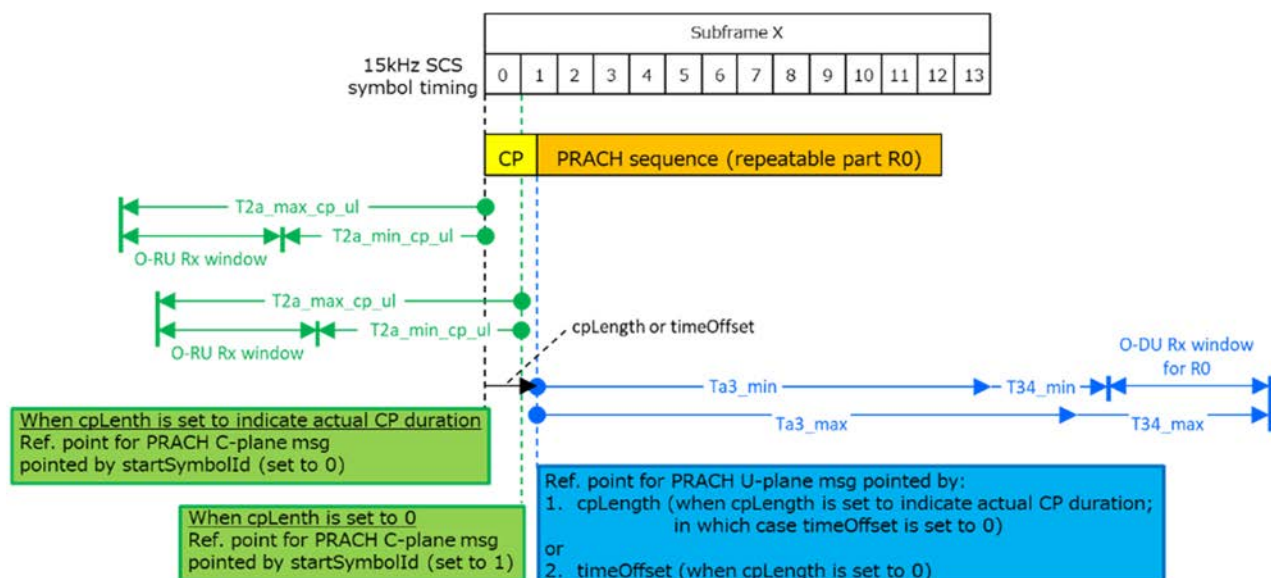 Subframe X
15kHz SCS
symbol timing
0 1 2 3 4 5 6 7 8 9 10 11 12 13
CP PRACH sequence (repeatable part R0)
T2a_max_cp_ul
T2a_min_cp_ul
O-RU Rx window
T2a_max_cp_ul
T2a_min_cp_ul
O-RU Rx window
cpLength or timeOffset
O-DU Rx window
for R0
Ta3_min T34_min
Ta3_max T34_max
When cpLenth is set to indicate actual CP duration
Ref. point for PRACH C-plane msg
pointed by startSymbolId (set to 0)
When cpLenth is set to 0
Ref. point for PRACH C-plane msg
pointed by startSymbolId (set to 1)
Ref. point for PRACH U-plane msg pointed by:
1. cpLength (when cpLength is set to indicate actual CP duration;
in which case timeOffset is set to 0)
or
2. timeOffset (when cpLength is set to 0)